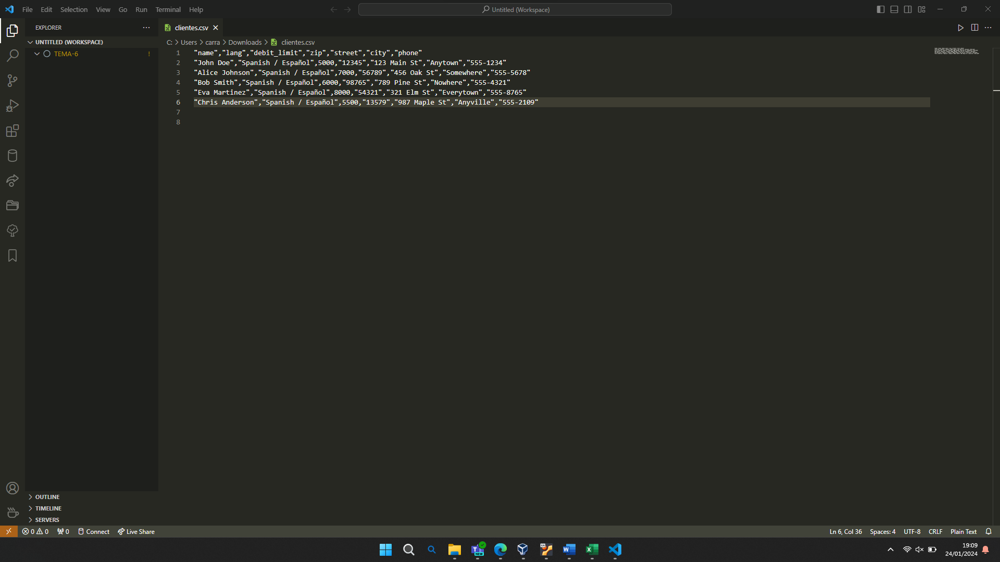 File Edit Selection View Go Run Terminal Help
Untitled (Workspace)
EXPLORER
clientes.csv
UNTITLED (WORKSPACE)
TEMA-6
!
C: > Users > carra > Downloads > clientes.csv
1 "name","lang","debit_limit","zip","street","city","phone"
2 "John Doe","Spanish / Español",5000,"12345","123 Main St","Anytown","555-1234"
3 "Alice Johnson","Spanish / Español",7000,"56789","456 Oak St","Somewhere","555-5678"
4 "Bob Smith","Spanish / Español",6000,"98765","789 Pine St","Nowhere","555-4321"
5 "Eva Martinez","Spanish / Español",8000,"54321","321 Elm St","Everytown","555-8765"
6 "Chris Anderson","Spanish / Español",5500,"13579","987 Maple St","Anyville","555-2109"
7
8
OUTLINE
TIMELINE
SERVERS
0 0 0 Connect Live Share
Ln 6, Col 36 Spaces: 4 UTF-8 CRLF Plain Text
19:09
24/01/2024